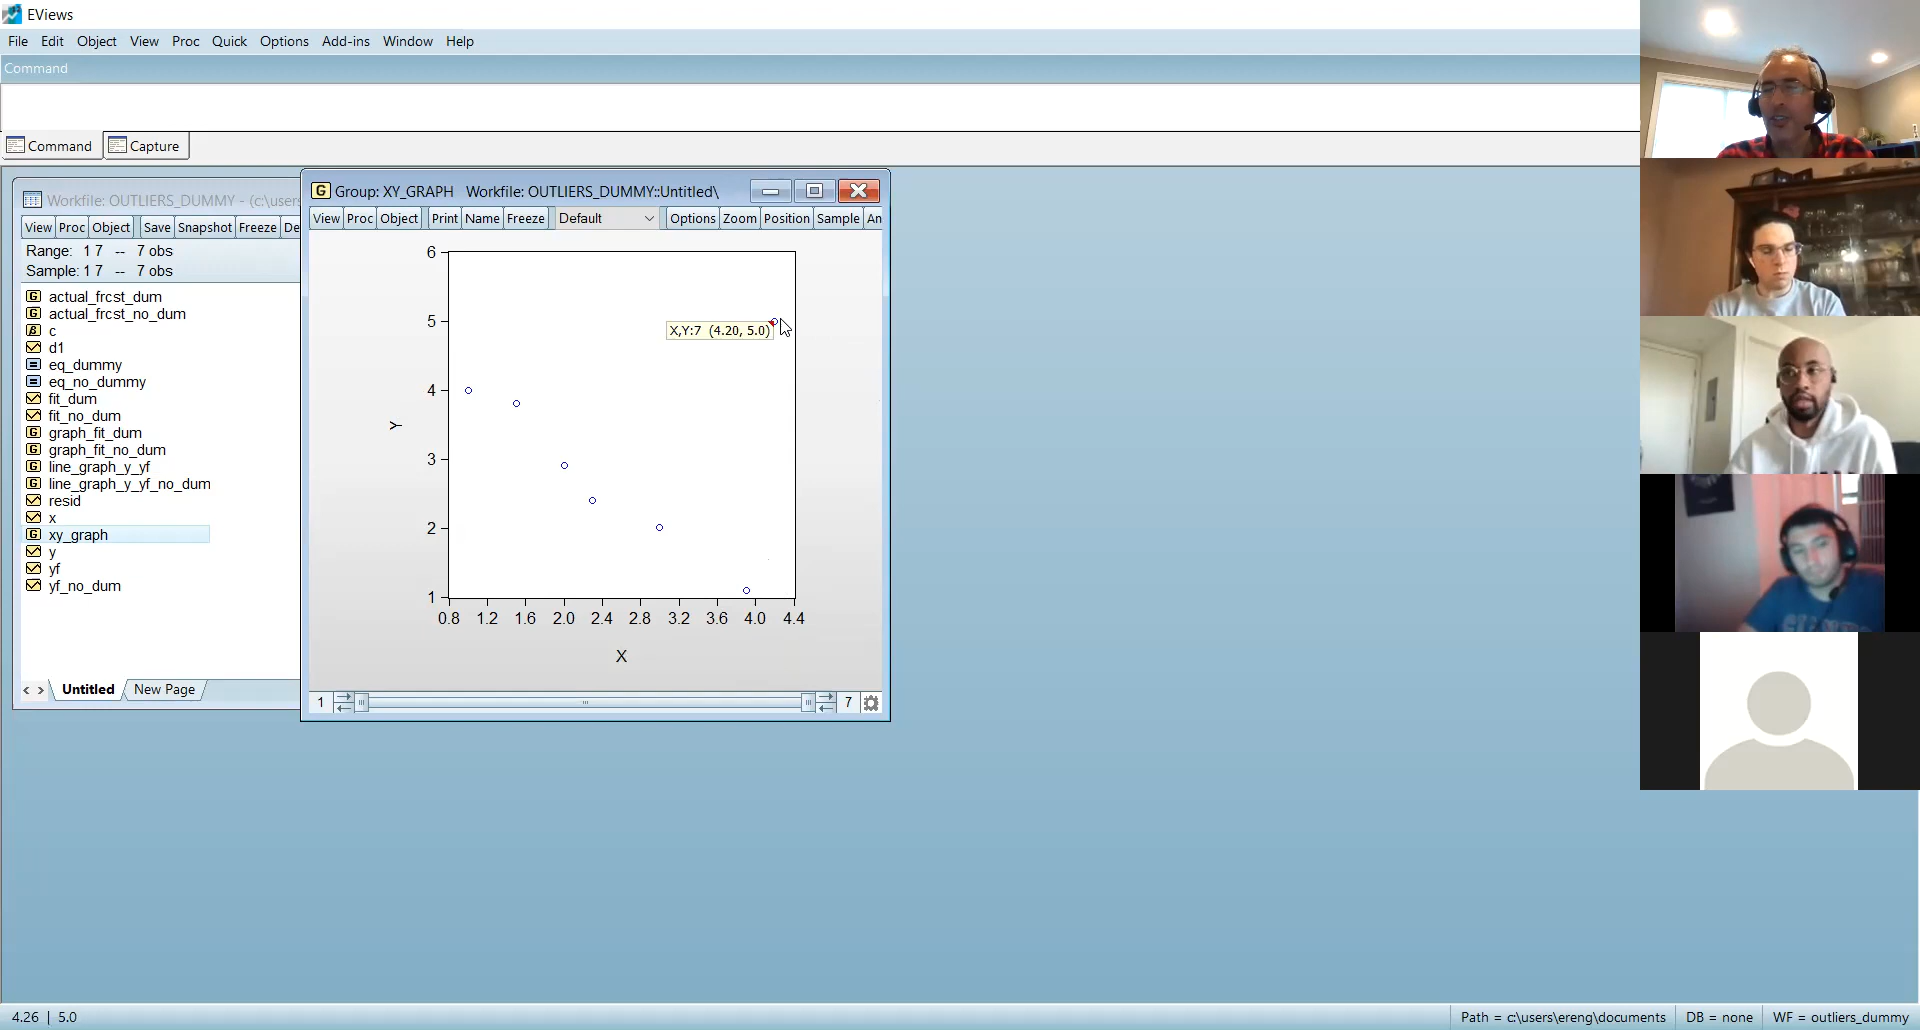 EViews
File Edit Object View Proc Quick Options Add-ins Window Help
Command
Command Capture
Workfile: OUTLIERS_DUMMY - (c:\users
View Proc Object Save Snapshot Freeze De
Range: 1 7 -- 7 obs
Sample: 1 7 -- 7 obs
actual_frcst_dum
actual_frcst_no_dum
β c
d1
eq_dummy
eq_no_dummy
fit_dum
fit_no_dum
graph_fit_dum
graph_fit_no_dum
line_graph_y_yf
line_graph_y_yf_no_dum
resid
x
xy_graph
y
yf
yf_no_dum
Untitled New Page
G Group: XY_GRAPH Workfile: OUTLIERS_DUMMY::Untitled\
View Proc Object Print Name Freeze Default Options Zoom Position Sample An
6
5
4
3
2
1
Y
X,Y:7 (4.20, 5.0)
0.8 1.2 1.6 2.0 2.4 2.8 3.2 3.6 4.0 4.4
X
1 7
4.26 | 5.0
Path = c:\users\ereng\documents DB = none WF = outliers_dummy